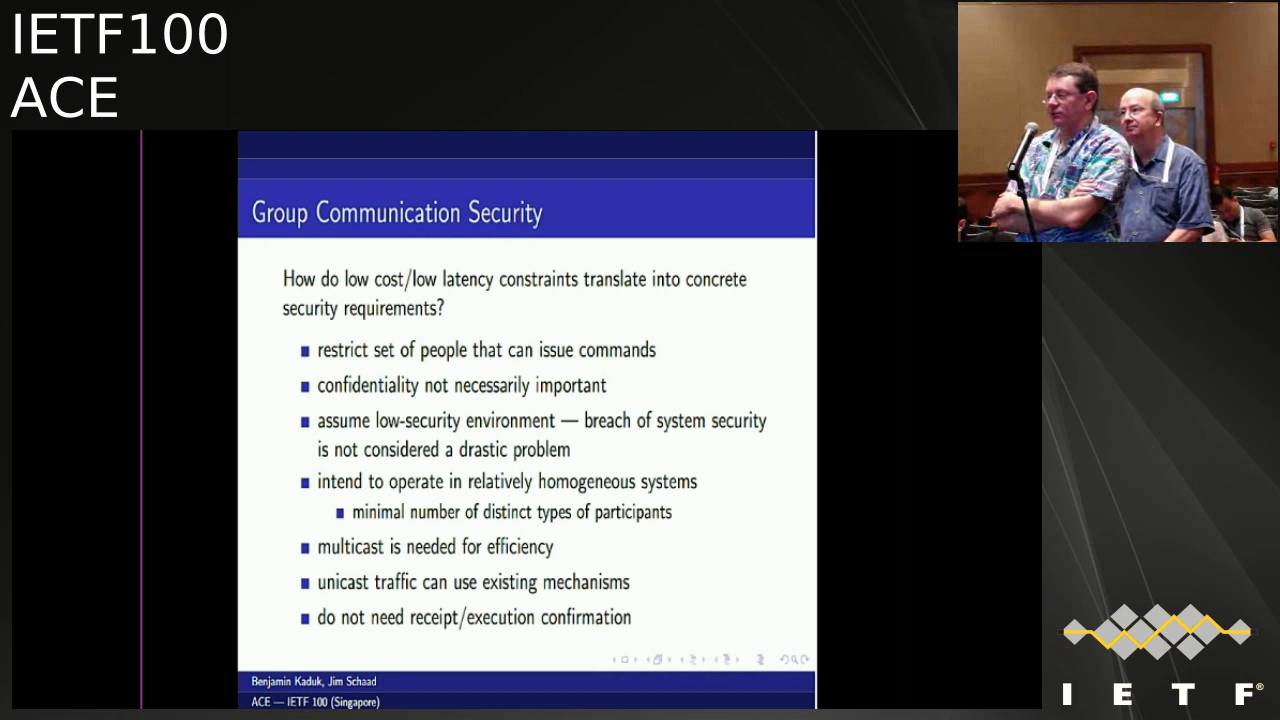 IETF100
ACE
Group Communication Security
How do low cost/low latency constraints translate into concrete
security requirements?
restrict set of people that can issue commands
confidentiality not necessarily important
assume low-security environment — breach of system security
is not considered a drastic problem
intend to operate in relatively homogeneous systems
minimal number of distinct types of participants
multicast is needed for efficiency
unicast traffic can use existing mechanisms
do not need receipt/execution confirmation
Benjamin Kaduk, Jim Schaad
ACE — IETF 100 (Singapore)
I E T F®